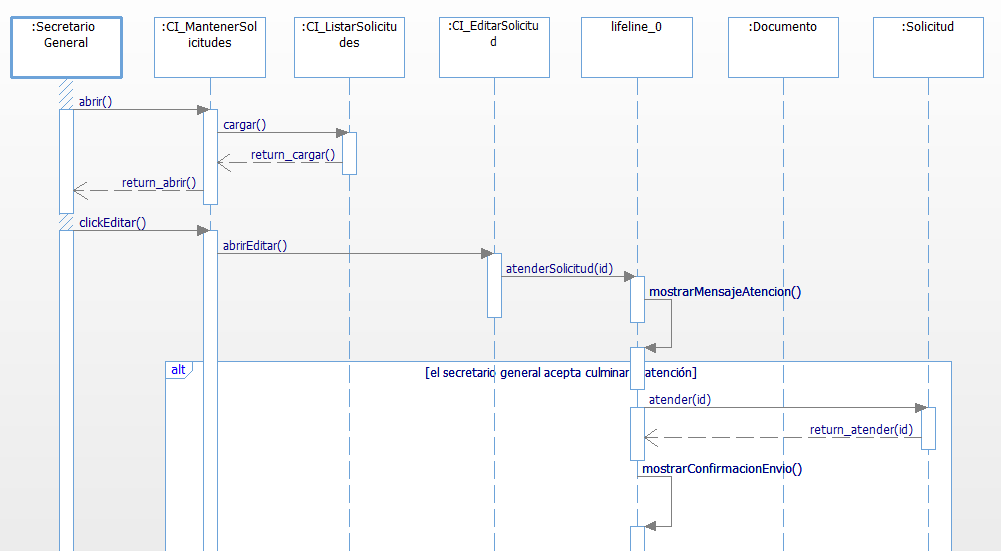 :Secretario
General
:CI_MantenerSol
icitudes
:CI_ListarSolicitu
des
:CI_EditarSolicitu
d
lifeline_0
:Documento
:Solicitud
abrir()
cargar()
return_cargar()
return_abrir()
clickEditar()
abrirEditar()
atenderSolicitud(id)
mostrarMensajeAtencion()
alt
[el secretario general acepta culminar atención]
atender(id)
return_atender(id)
mostrarConfirmacionEnvio()